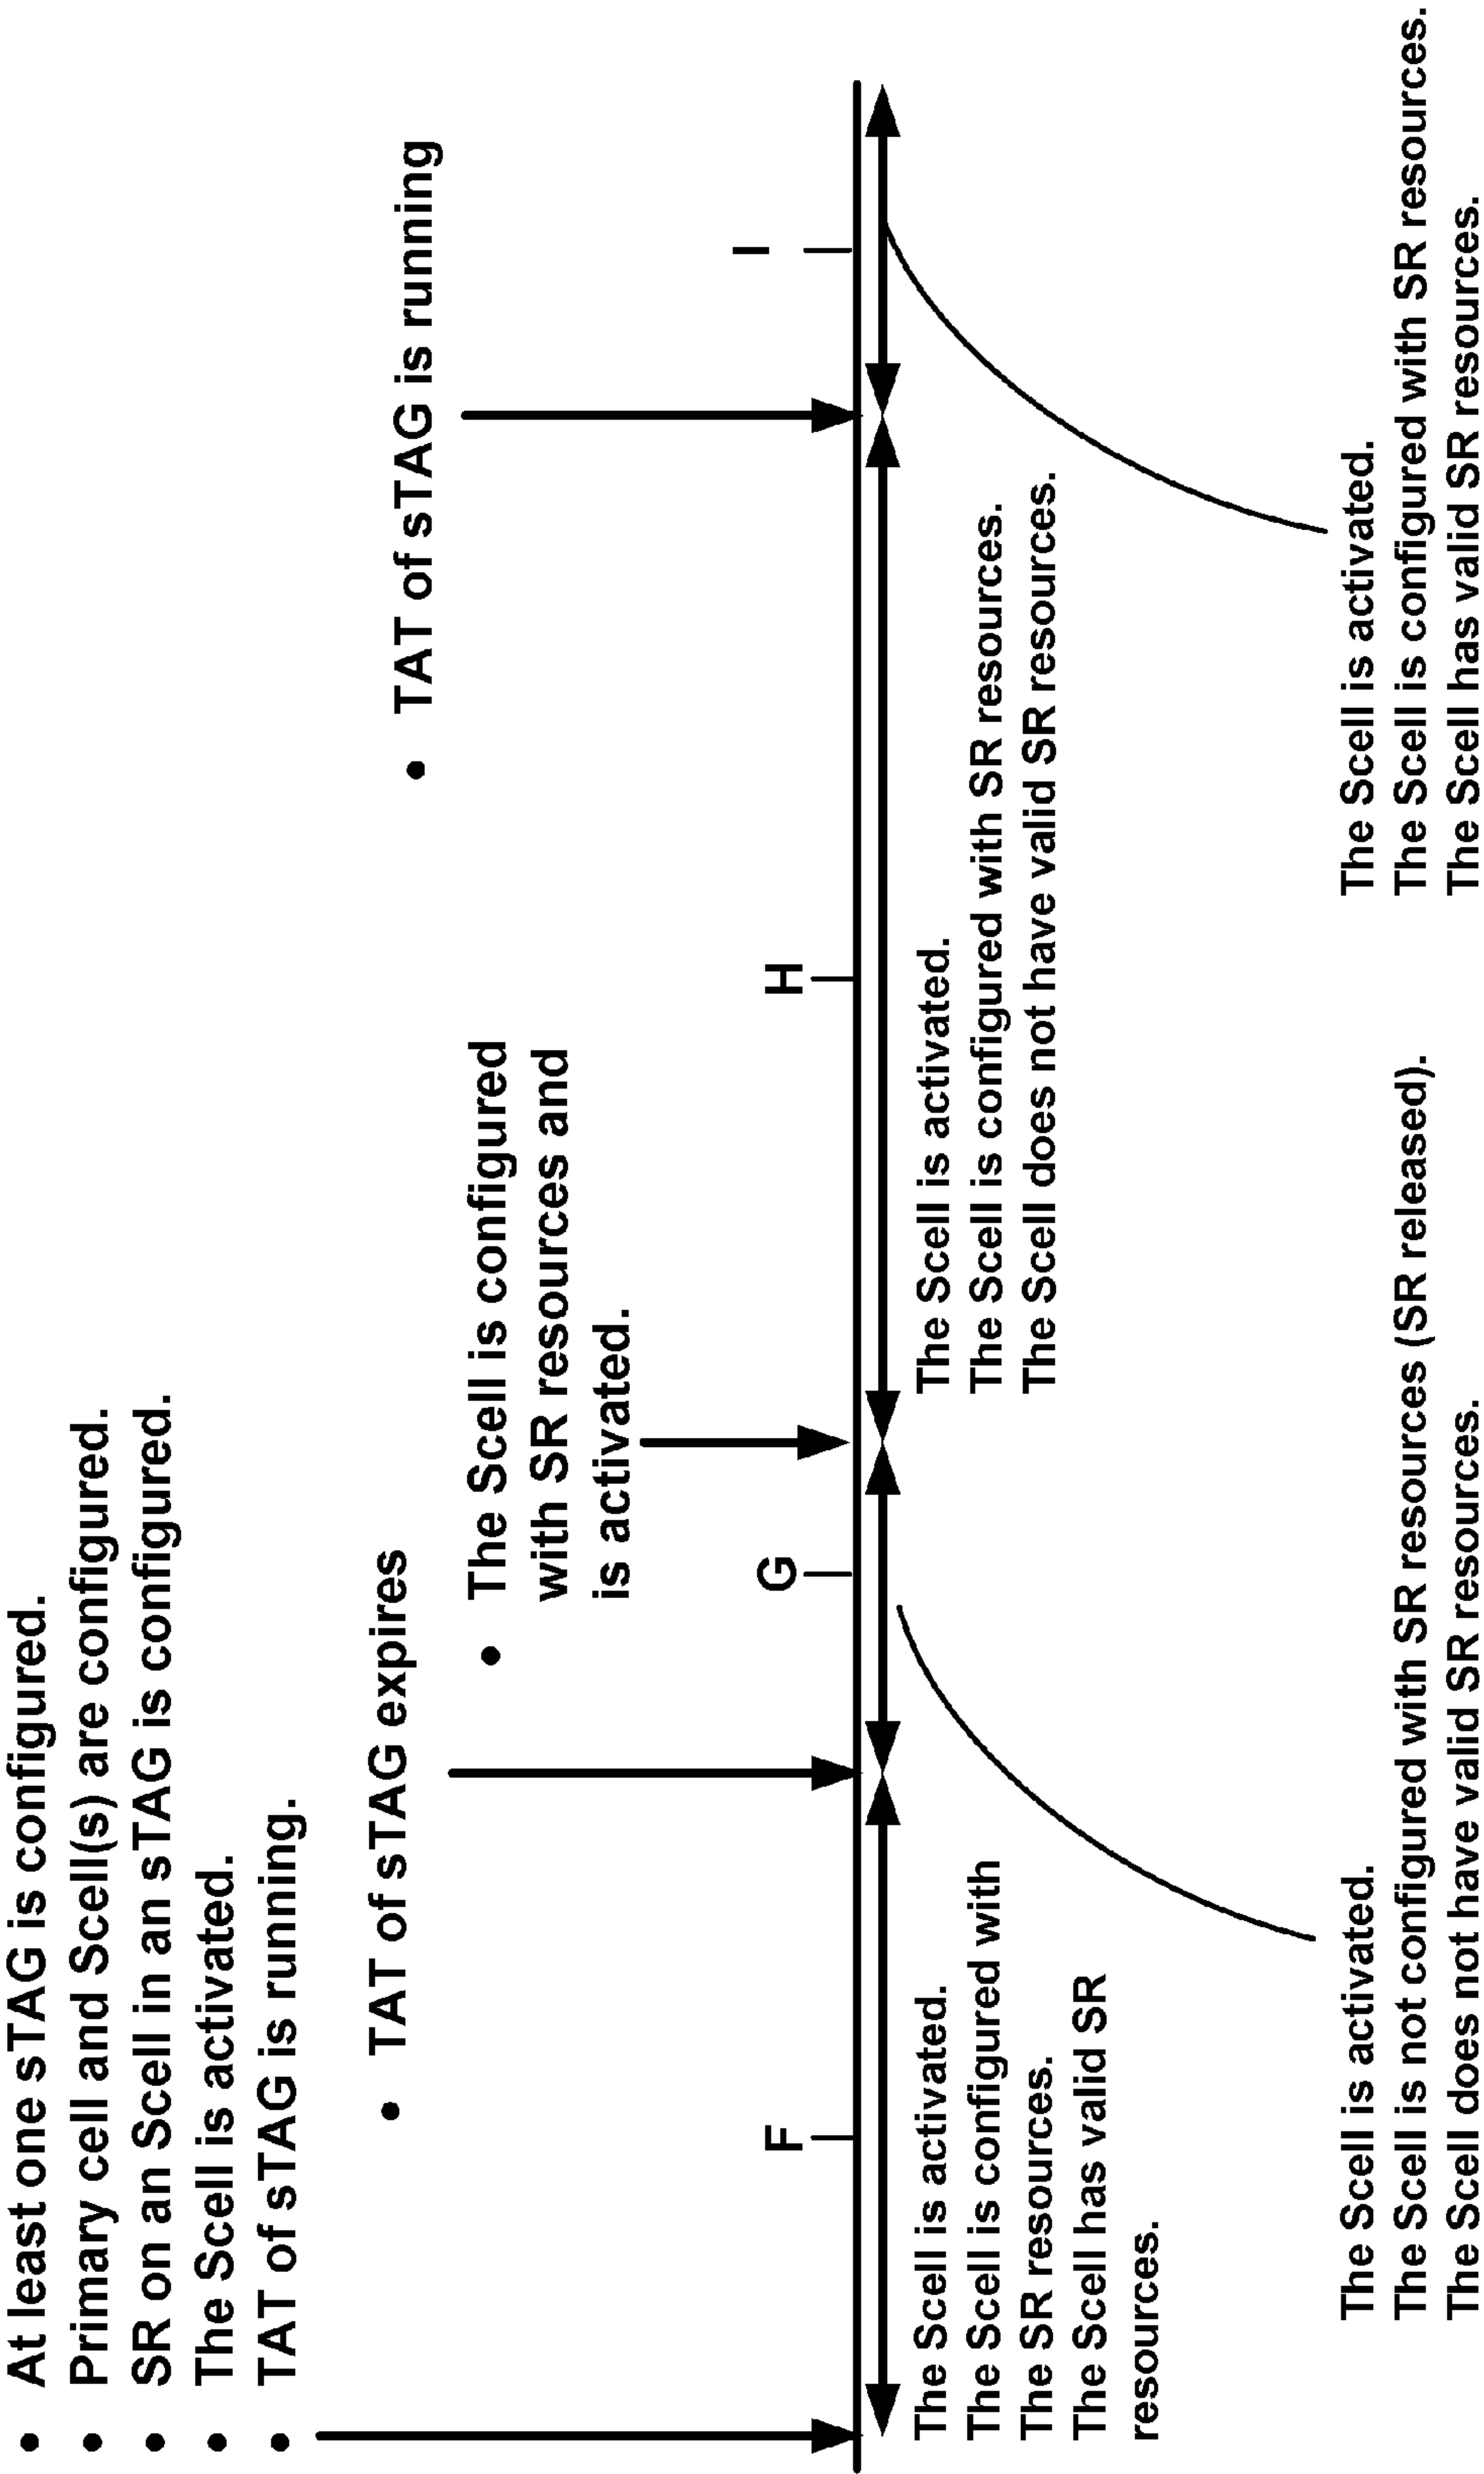 • At least one sTAG is configured.
• Primary cell and Scell(s) are configured.
• SR on an Scell in an sTAG is configured.
• The Scell is activated.
• TAT of sTAG is running.
• TAT of sTAG expires
• The Scell is configured
with SR resources and
is activated.
• TAT of sTAG is running
F
G
H
I
The Scell is activated.
The Scell is configured with
The SR resources.
The Scell has valid SR
resources.
The Scell is activated.
The Scell is configured with SR resources.
The Scell does not have valid SR resources.
The Scell is activated.
The Scell is not configured with SR resources (SR released).
The Scell does not have valid SR resources.
The Scell is activated.
The Scell is configured with SR resources.
The Scell has valid SR resources.